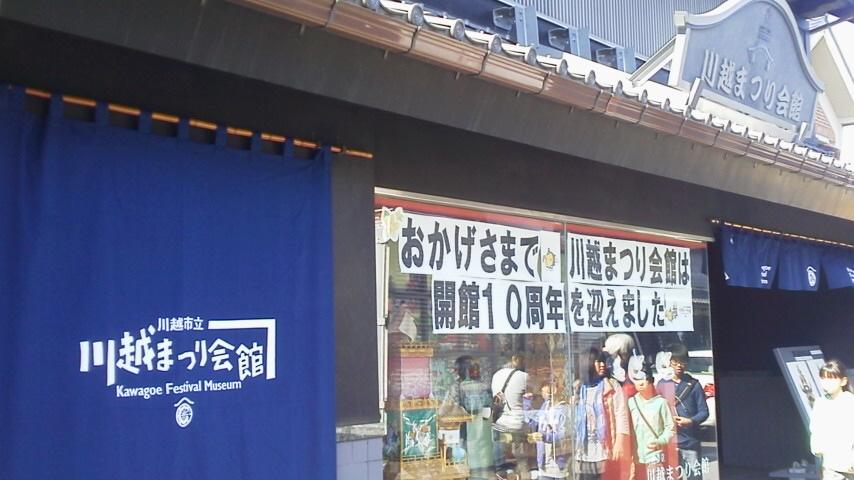 川越まつり会館
おかげさまで 川越まつり会館は
開館10周年を迎えました
川越市立
川越まつり会館
Kawagoe Festival Museum
川越まつり会館